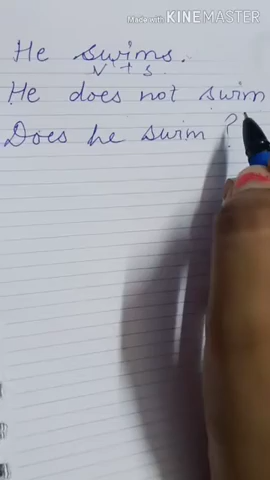 Made with KINEMASTER
He swims.
V + s
He does not swim
Does he swim ?